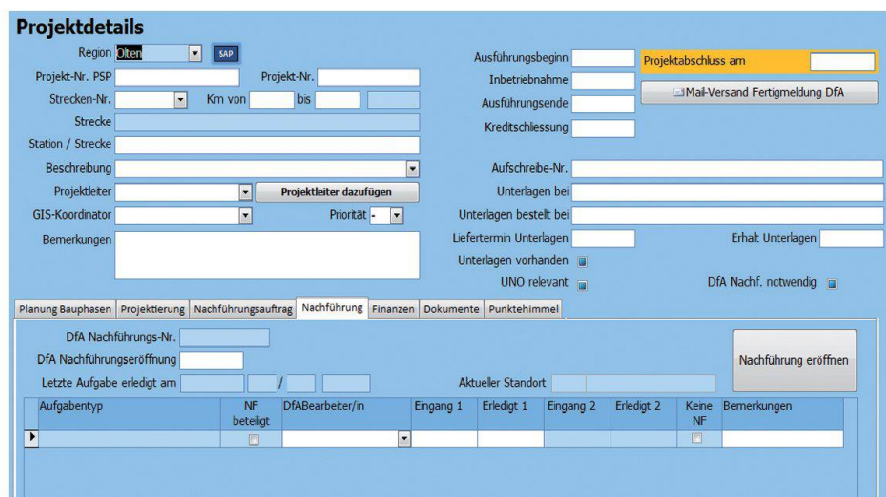 Projektdetails
Region Olten SAP
Projekt-Nr. PSP Projekt-Nr.
Strecken-Nr. Km von bis
Strecke
Station / Strecke
Beschreibung
Projektleiter Projektleiter dazufügen
GIS-Koordinator Priorität -
Bemerkungen
Ausführungsbeginn Projektabschluss am
Inbetriebnahme Mail-Versand Fertigmeldung DfA
Ausführungsende
Kreditschliessung
Aufschreibe-Nr.
Unterlagen bei
Unterlagen bestelt bei
Liefertermin Unterlagen Erhalt Unterlagen
Unterlagen vorhanden
UNO relevant DfA Nachf. notwendig
Planung Bauphasen Projektierung Nachführungsauftrag Nachführung Finanzen Dokumente Punktehimmel
DfA Nachführungs-Nr.
DfA Nachführungseröffnung Nachführung eröffnen
Letzte Aufgabe erledigt am / Aktueller Standort
Aufgabentyp NF beteiligt DfABearbeiter/in Eingang 1 Erledigt 1 Eingang 2 Erledigt 2 Keine NF Bemerkungen